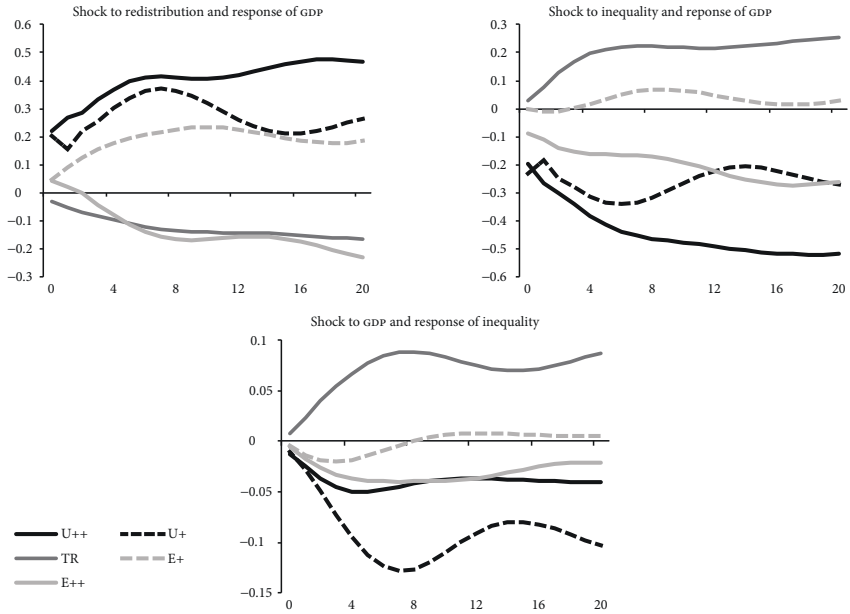 Shock to redistribution and response of GDP
0.6
0.5
0.4
0.3
0.2
0.1
0
−0.1
−0.2
−0.3
0 4 8 12 16 20
Shock to inequality and reponse of GDP
0.3
0.2
0.1
0
−0.1
−0.2
−0.3
−0.4
−0.5
−0.6
0 4 8 12 16 20
Shock to GDP and response of inequality
0.1
0.05
0
−0.05
−0.1
−0.15
0 4 8 12 16 20
U++ U+
TR E+
E++